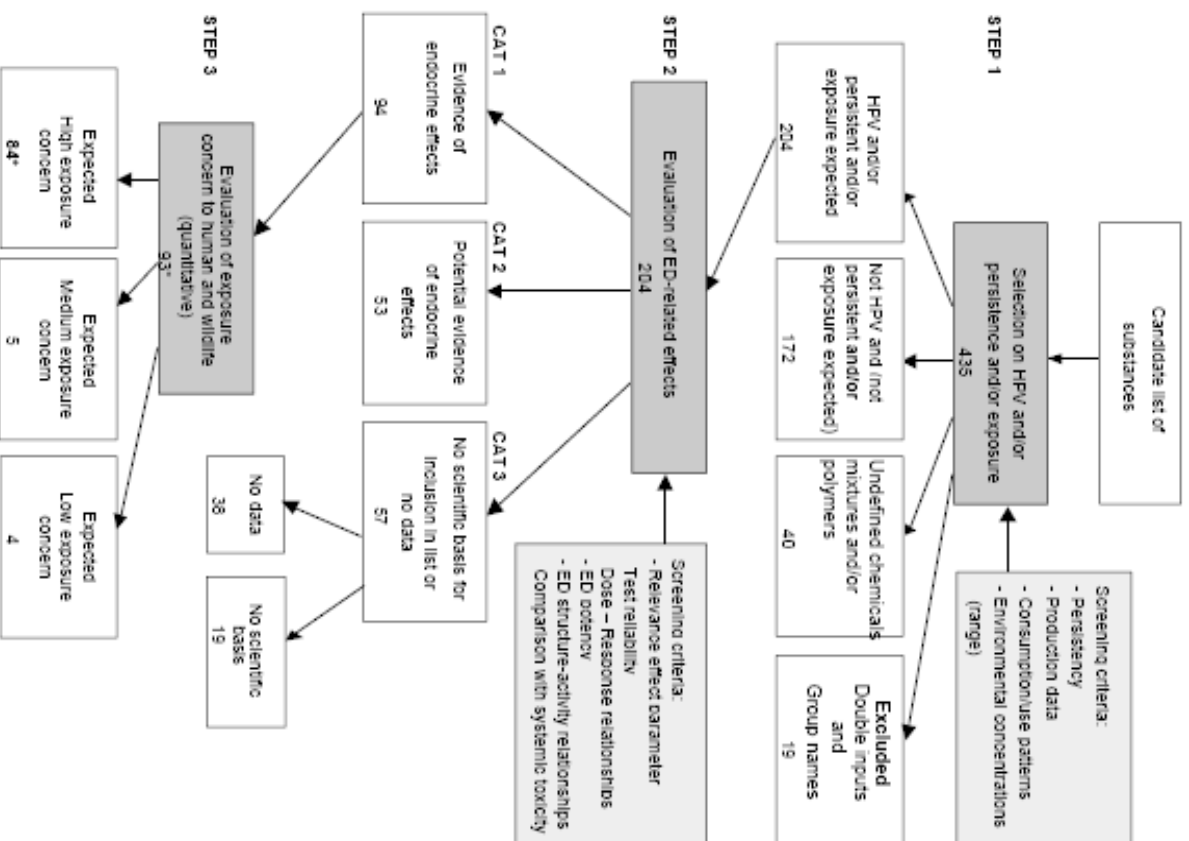 Candidate list of
substances
STEP 1
Selection on HPV and/or
persistence and/or exposure
435
Screening criteria:
- Persistency
- Production data
- Consumption/use patterns
- Environmental concentrations
(range)
HPV and/or
persistent and/or
exposure expected
204
Not HPV and /not
persistent and/or
exposure expected)
172
Undefined chemicals
mixtures and/or
polymers
40
Excluded
Double inputs
and
Group names
19
STEP 2
Evaluation of ED-related effects
204
Screening criteria:
- Relevance effect parameter
Test reliability
Dose – Response relationships
- ED potency
- ED structure-activity relationships
Comparison with systemic toxicity
CAT 1
Evidence of
endocrine effects
94
CAT 2
Potential evidence
of endocrine
effects
53
CAT 3
No scientific basis for
inclusion in list or
no data
57
No data
38
No scientific
basis
19
STEP 3
Evaluation of exposure
concern to human and wildlife
(quantitative)
93*
Expected
High exposure
concern
84*
Expected
Medium exposure
concern
5
Expected
Low exposure
concern
4